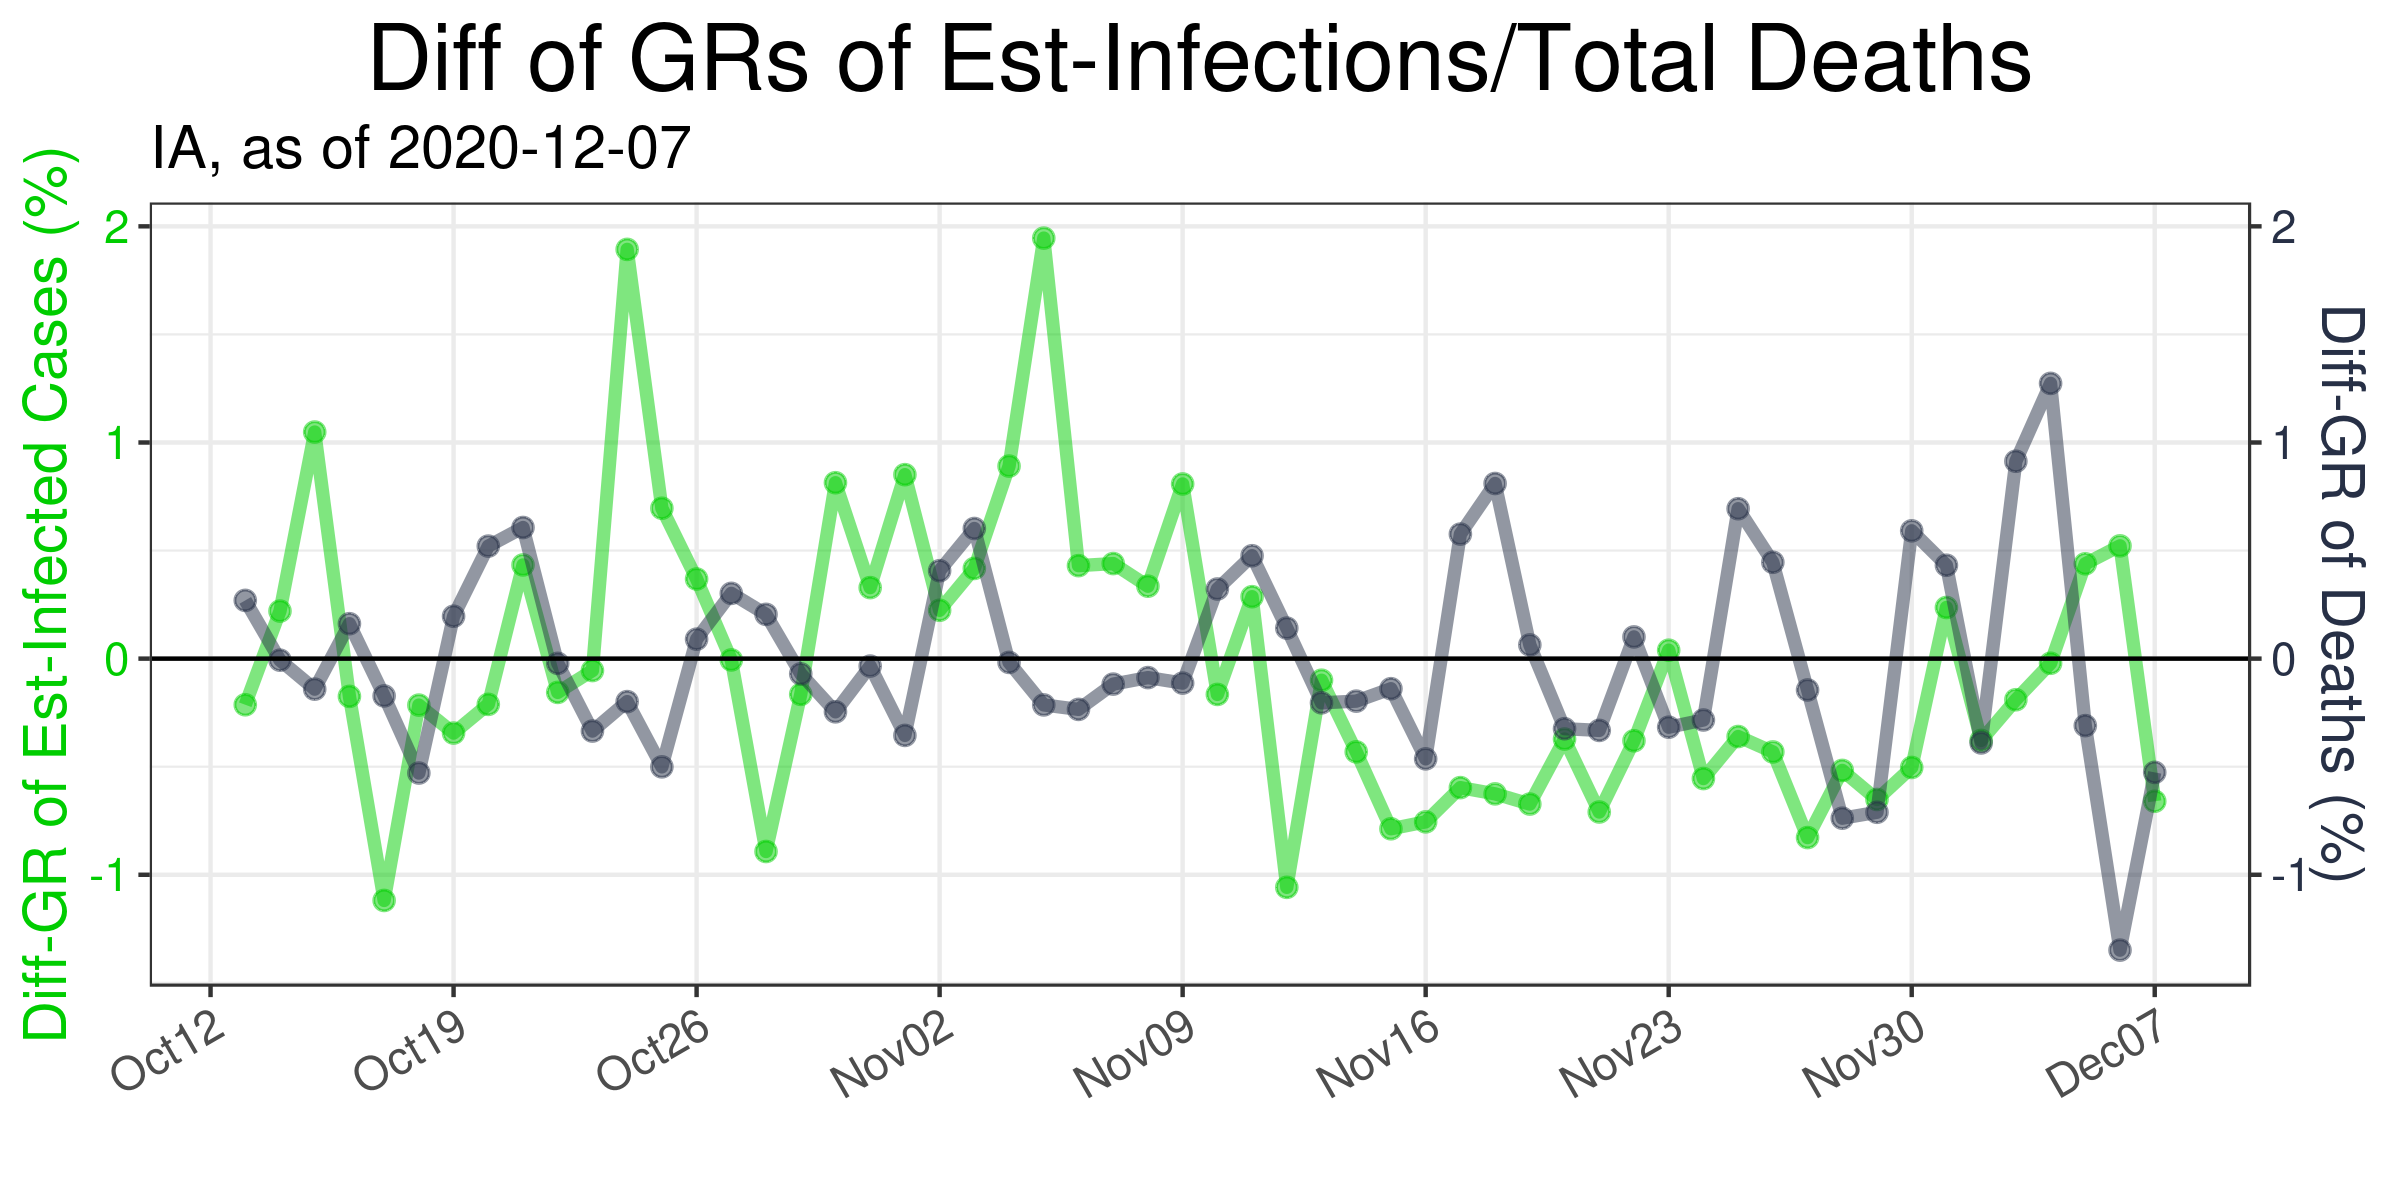 Diff of GRs of Est-Infections/Total Deaths
IA, as of 2020-12-07
Diff-GR of Est-Infected Cases (%)
2
1
0
-1
2
1
0
-1
Diff-GR of Deaths (%)
Oct12
Oct19
Oct26
Nov02
Nov09
Nov16
Nov23
Nov30
Dec07